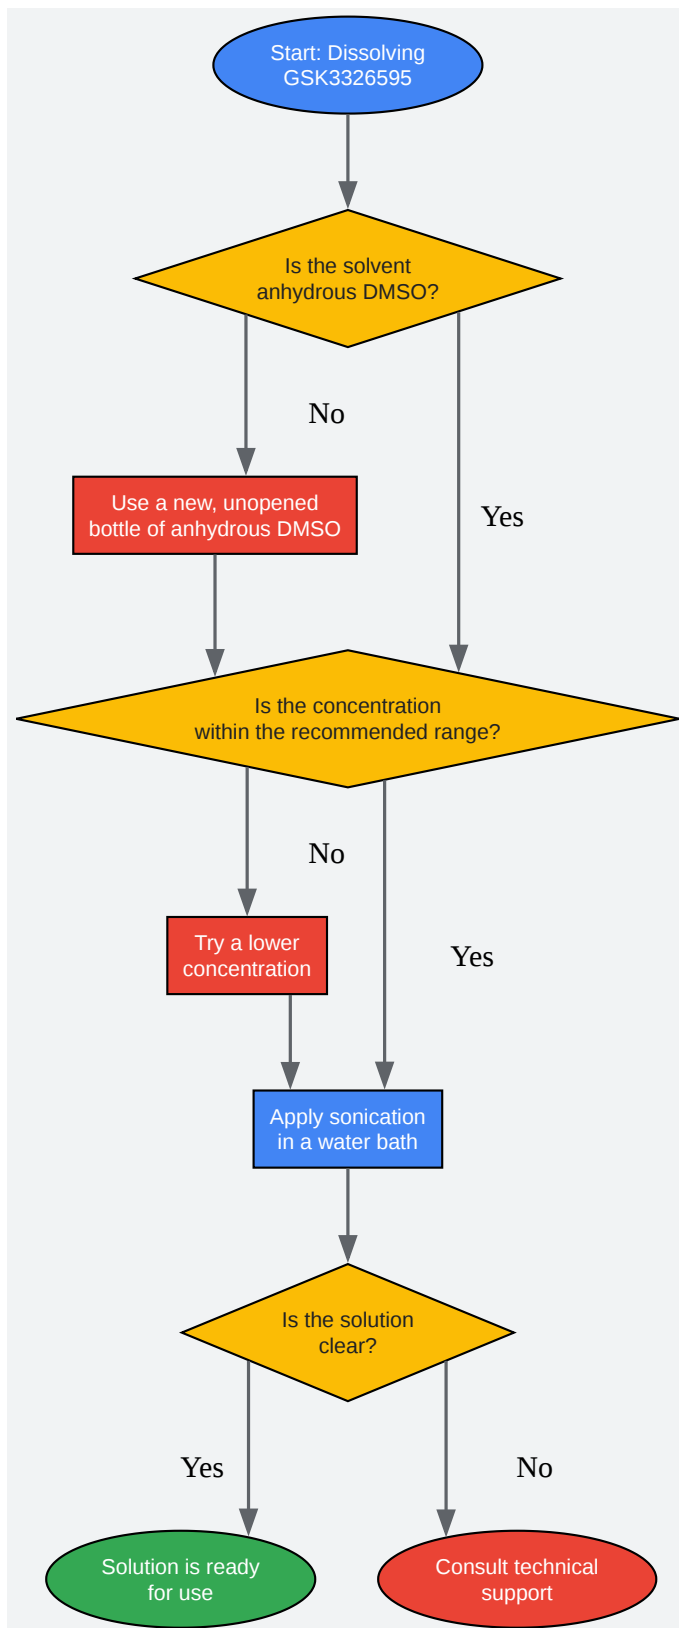 Start: Dissolving
GSK3326595
Is the solvent
anhydrous DMSO?
No
Use a new, unopened
bottle of anhydrous DMSO
Yes
Is the concentration
within the recommended range?
No
Try a lower
concentration
Yes
Apply sonication
in a water bath
Is the solution
clear?
Yes
No
Solution is ready
for use
Consult technical
support